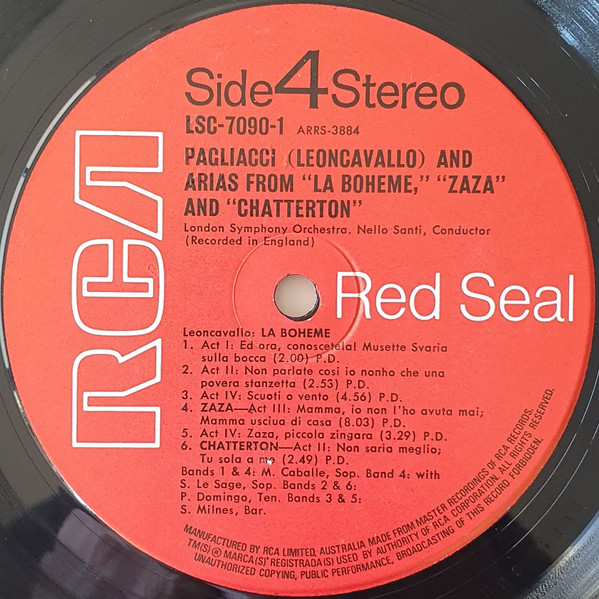 Side 4 Stereo
LSC-7090-1 ARRS-3884
PAGLIACCI (LEONCAVALLO) AND
ARIAS FROM "LA BOHEME," "ZAZA"
AND "CHATTERTON"
London Symphony Orchestra. Nello Santi, Conductor
(Recorded in England)
RCA
Red Seal
Leoncavallo: LA BOHEME
1. Act I: Ed ora, conoscetela! Musette Svaria
sulla bocca (2.00) P.D.
2. Act II: Non parlate cosi io nonho che una
povera stanzetta (2.53) P.D.
3. Act IV: Scuoti o vento (4.56) P.D.
4. ZAZA—Act III: Mamma, io non l'ho avuta mai;
Mamma usciua di casa (8.03) P.D.
5. Act IV: Zaza, piccola zingara (3.29) P.D.
6. CHATTERTON—Act II: Non saria meglio;
Tu sola a me (2.49) P.D.
Bands 1 & 4: M. Caballe, Sop. Band 4: with
S. Le Sage, Sop. Bands 2 & 6:
P. Domingo, Ten. Bands 3 & 5:
S. Milnes, Bar.
MANUFACTURED BY RCA LIMITED, AUSTRALIA MADE FROM MASTER RECORDINGS OF RCA RECORDS.
TM(S) ® MARCA(S) REGISTRADA(S) USED BY AUTHORITY OF RCA CORPORATION. ALL RIGHTS RESERVED.
UNAUTHORIZED COPYING, PUBLIC PERFORMANCE, BROADCASTING OF THIS RECORD FORBIDDEN.